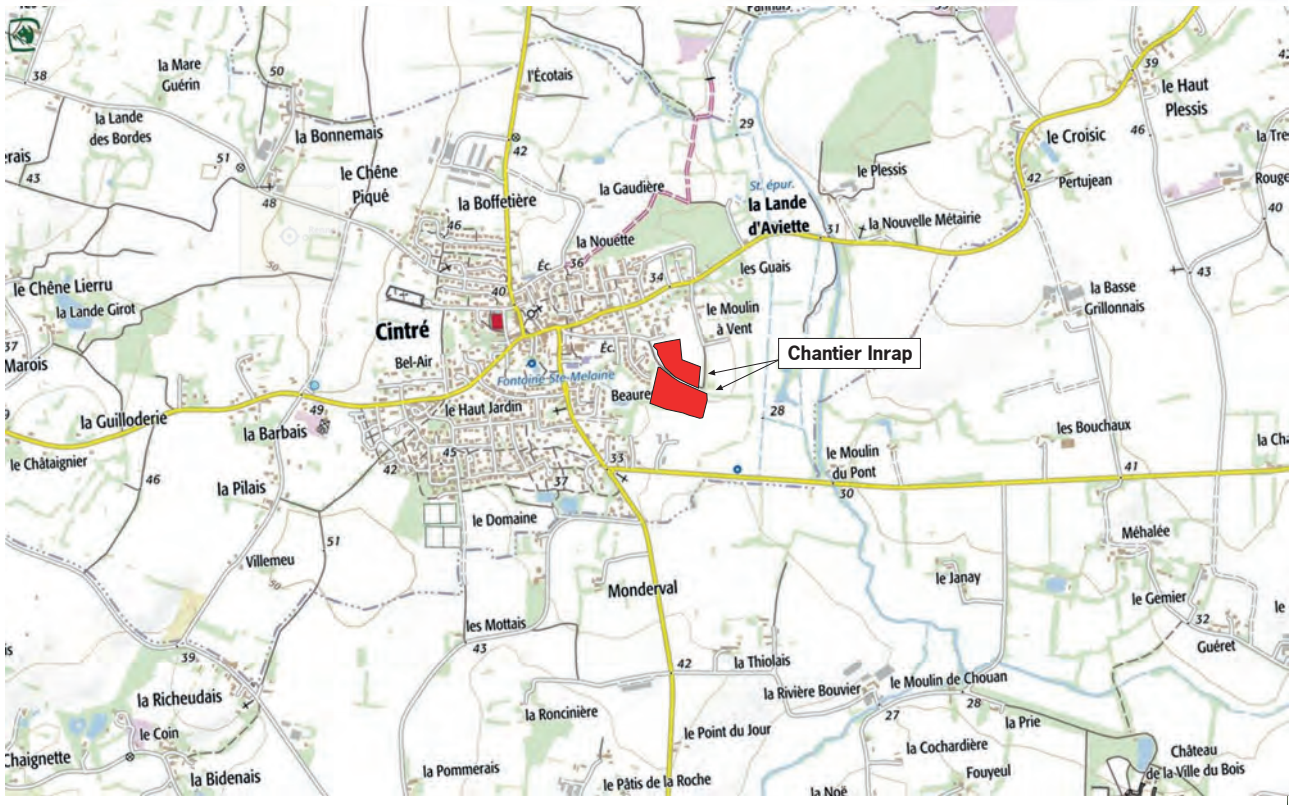 38
la Mare
Guérin
50
la Lande
des Bordes
erais
43
51
la Bonnemais
48
le Chêne
Piqué
l'Écotais
42
la Boffetière
46
la Gaudière
la Nouette
Éc.
36
40
29
St. épur.
la Lande
d'Aviette
31
le Plessis
la Nouvelle Métairie
39
le Haut
Plessis
46
le Croisic
42
Pertujean
la Tre
Rouge
40
43
42
50
le Chêne Lierru
la Lande Girot
37
Marois
Cintré
34
les Guais
le Moulin
à Vent
la Basse
Grillonnais
Chantier Inrap
Bel-Air
Éc.
Fontaine Ste-Melaine
Beaure
la Guilloderie
49
la Barbais
le Haut Jardin
28
les Bouchaux
la Cha
le Châtaignier
46
42
45
33
le Moulin
du Pont
30
41
la Pilais
37
le Domaine
Villemeu
51
50
Méhalée
Monderval
le Janay
le Gemier
32
le
Guéret
les Mottais
43
39
42
la Thiolais
la Richeudais
la Rivière Bouvier
le Moulin de Chouan
27
28
la Prie
la Roncinière
le Coin
le Point du Jour
la Cochardière
Château
de la Ville du Bois
Chaignette
la Bidenais
la Pommerais
le Pâtis de la Roche
Fouyeul
la Noë